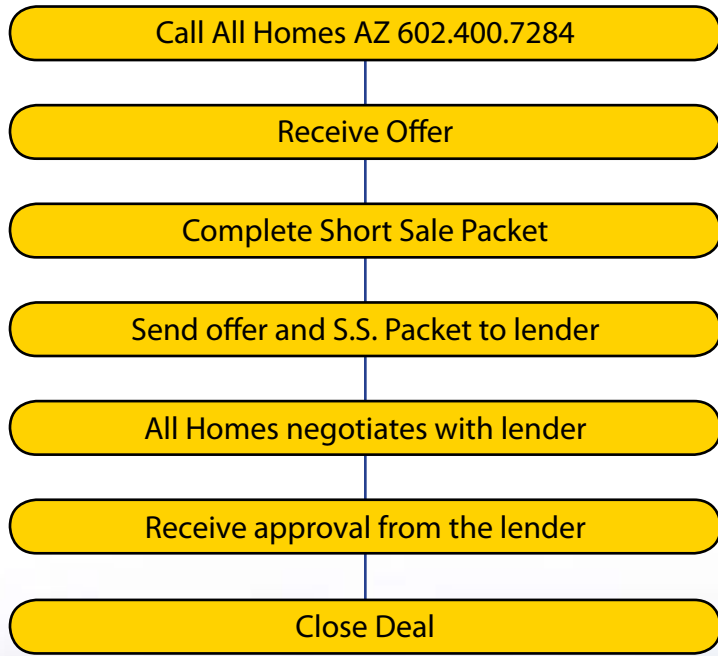 Call All Homes AZ 602.400.7284
Receive Offer
Complete Short Sale Packet
Send offer and S.S. Packet to lender
All Homes negotiates with lender
Receive approval from the lender
Close Deal